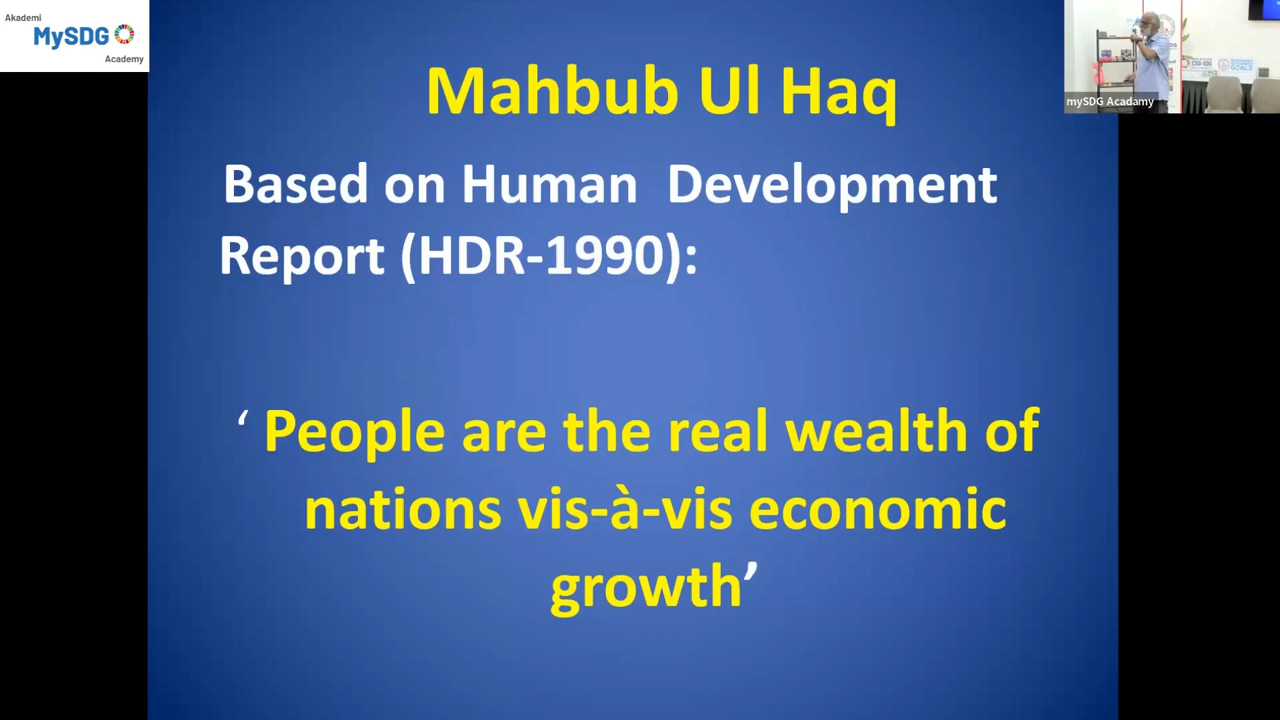 Akademi
MySDG
Academy
Mahbub Ul Haq
Based on Human Development
Report (HDR-1990):
‘ People are the real wealth of
nations vis-à-vis economic
growth’
mySDG Acadamy